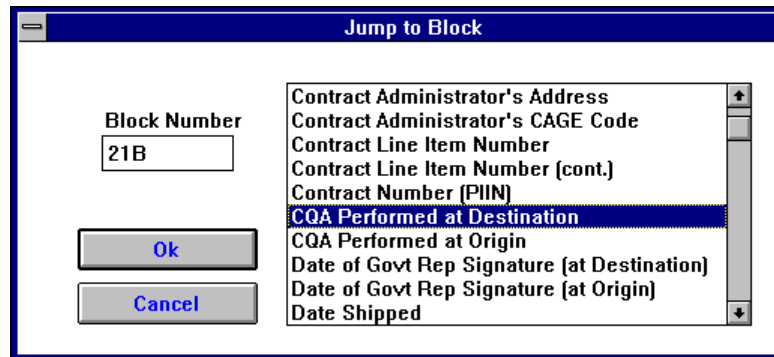 Jump to Block
Block Number
21B
Ok
Cancel
Contract Administrator's Address
Contract Administrator's CAGE Code
Contract Line Item Number
Contract Line Item Number (cont.)
Contract Number (PIIN)
CQA Performed at Destination
CQA Performed at Origin
Date of Govt Rep Signature (at Destination)
Date of Govt Rep Signature (at Origin)
Date Shipped